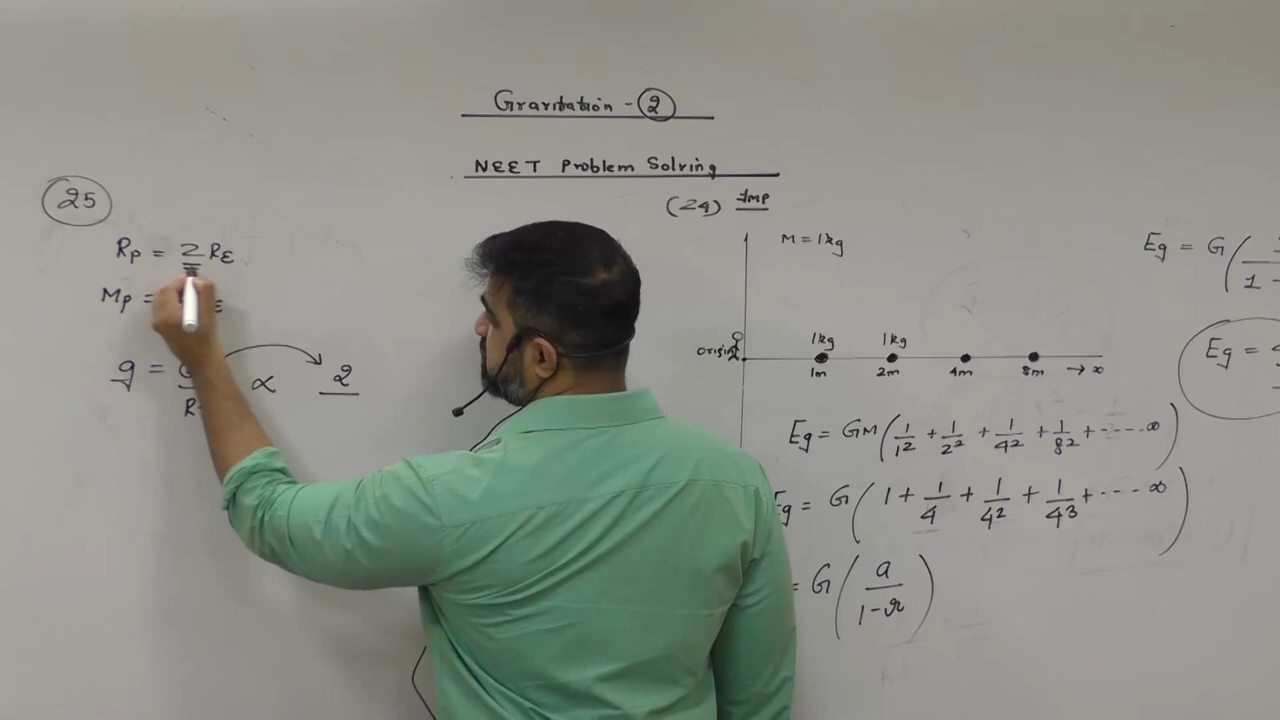 Gravitation - 2
NEET Problem Solving
25
(24) Imp
Rp = 2 RE
Mp =
E
g =
∝ 2
M = 1kg
origin
1kg 1kg
1m 2m 4m 8m → ∞
Eg = GM(1/1² + 1/2² + 1/4² + 1/8² + ---- ∞)
Eg = G(1 + 1/4 + 1/4² + 1/4³ + --- ∞)
= G(a/1-r)
Eg = G(
1 -
Eg =